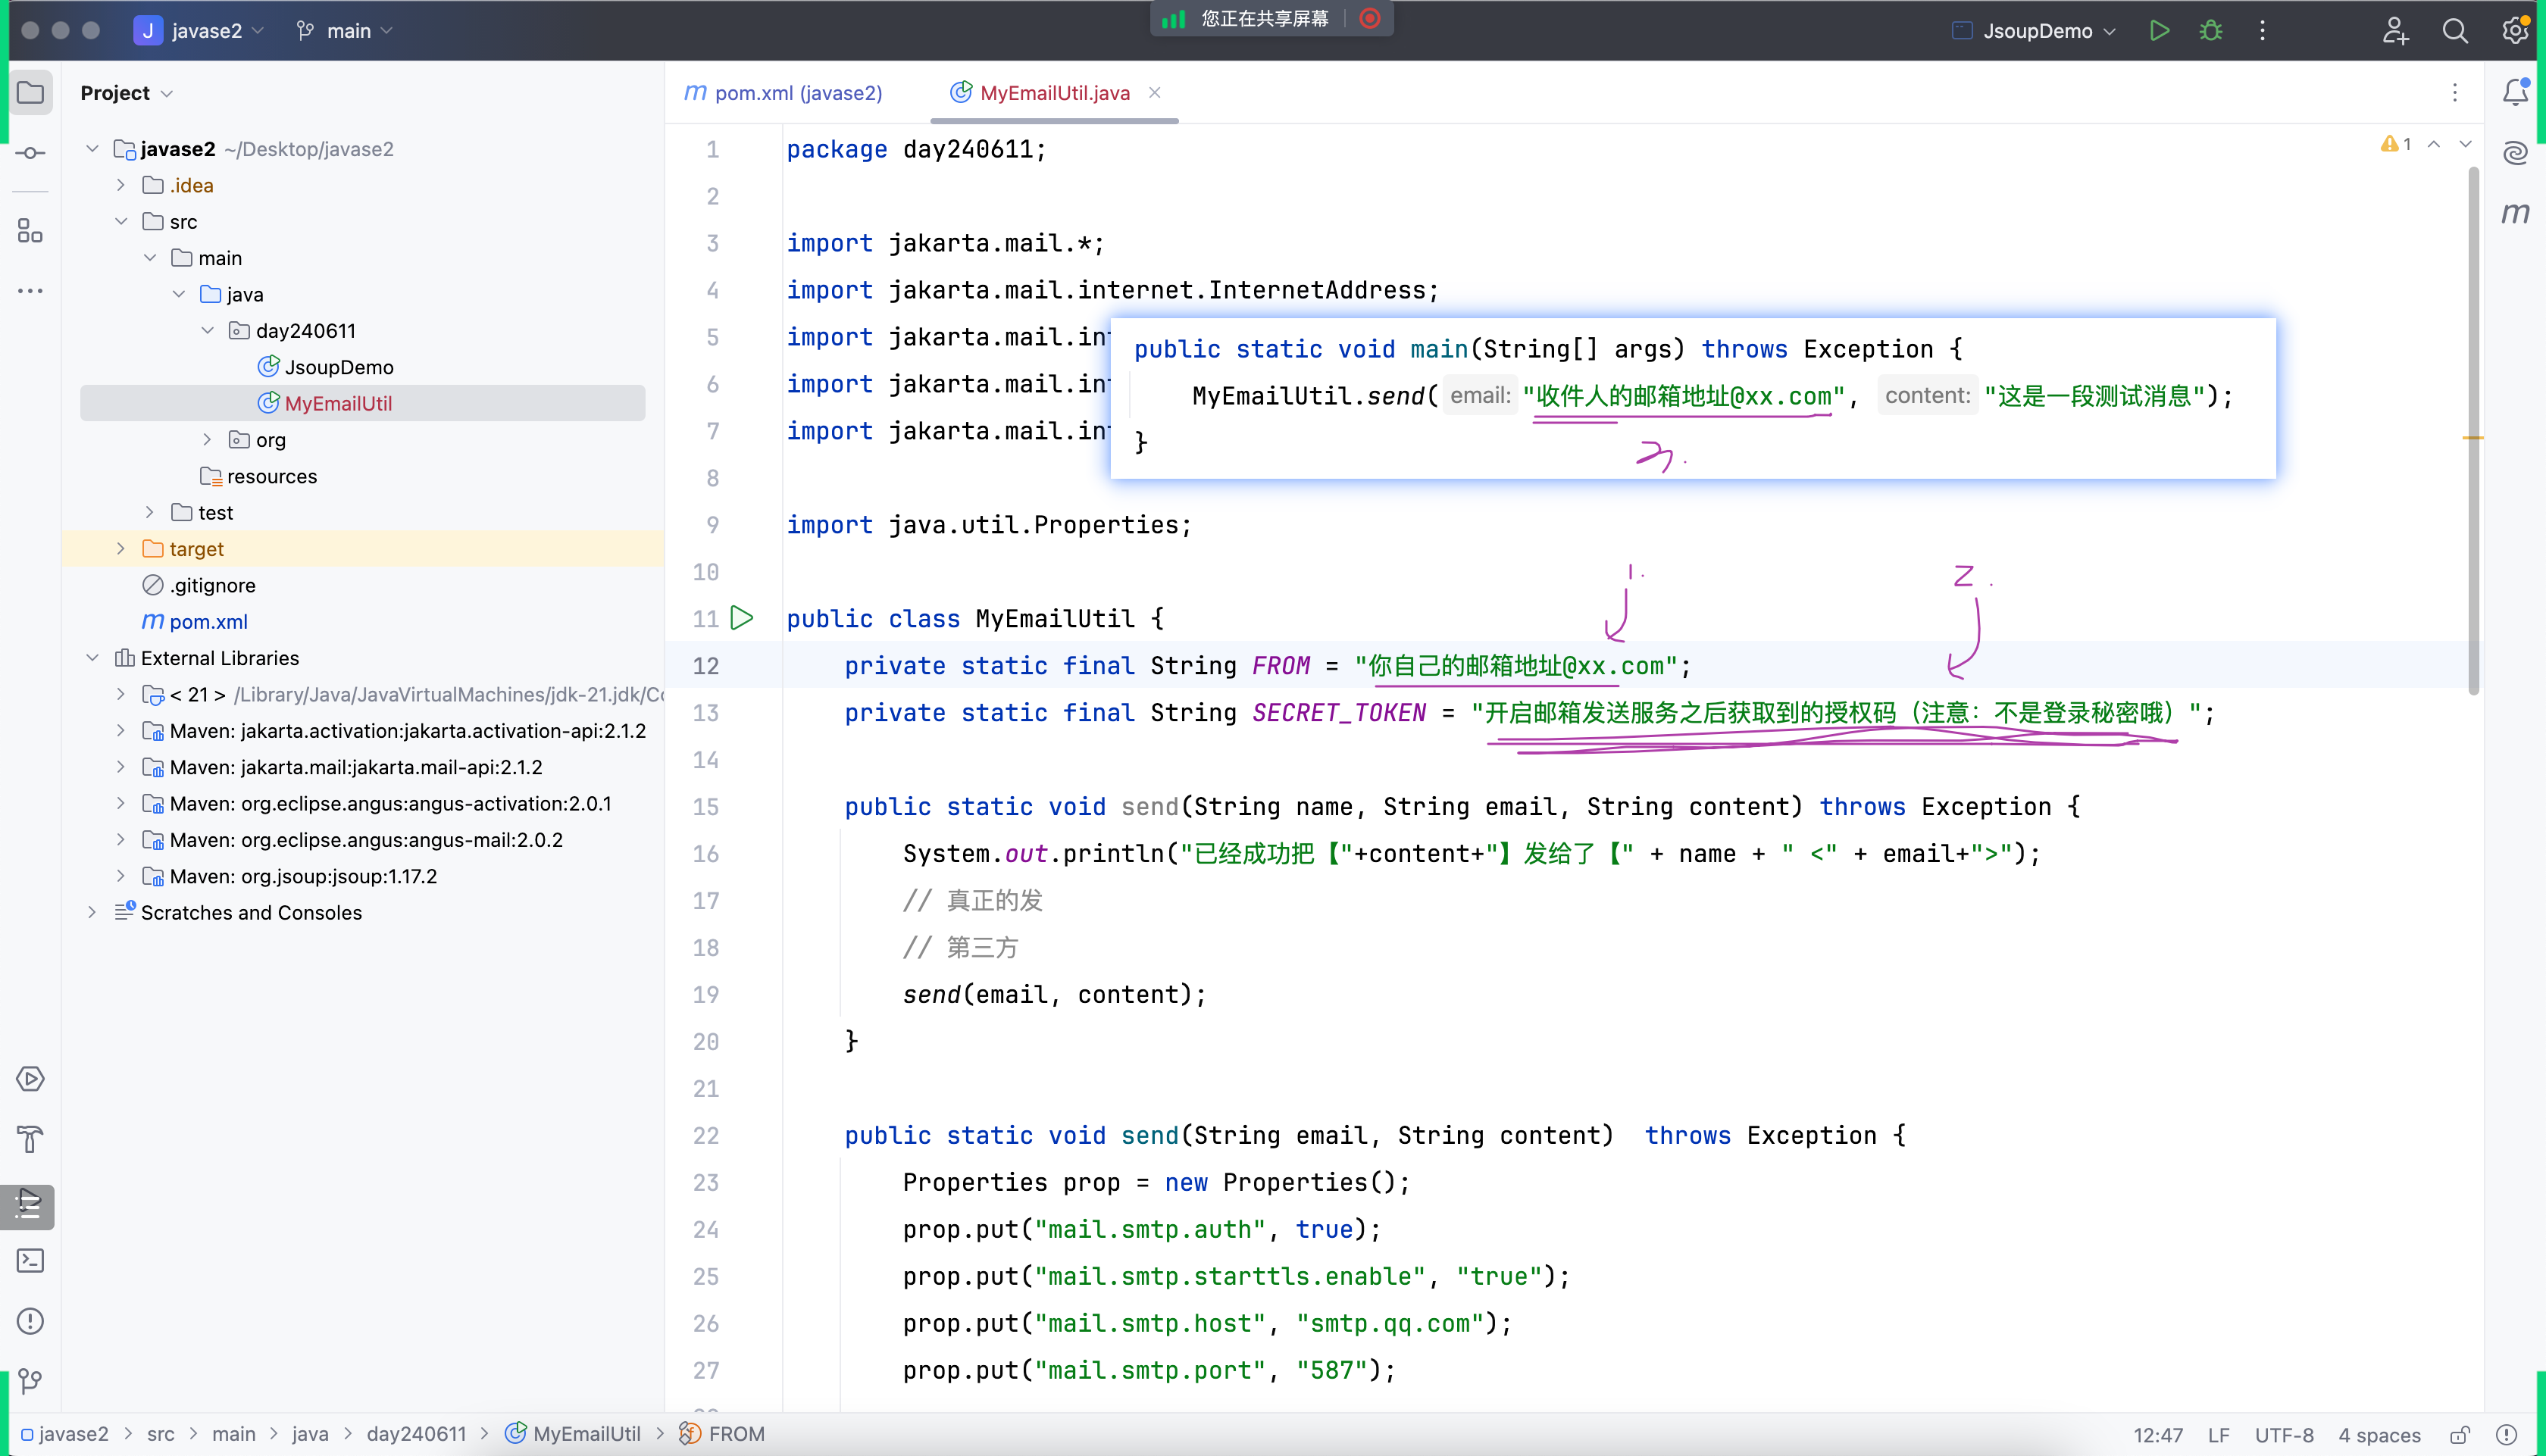 J javase2 main 您正在共享屏幕 JsoupDemo
Project
javase2 ~/Desktop/javase2
.idea
src
main
java
day240611
JsoupDemo
MyEmailUtil
org
resources
test
target
.gitignore
m pom.xml
External Libraries
< 21 > /Library/Java/JavaVirtualMachines/jdk-21.jdk/Co
Maven: jakarta.activation:jakarta.activation-api:2.1.2
Maven: jakarta.mail:jakarta.mail-api:2.1.2
Maven: org.eclipse.angus:angus-activation:2.0.1
Maven: org.eclipse.angus:angus-mail:2.0.2
Maven: org.jsoup:jsoup:1.17.2
Scratches and Consoles
m pom.xml (javase2) MyEmailUtil.java
1
m
1 package day240611;
2
3 import jakarta.mail.*;
4 import jakarta.mail.internet.InternetAddress;
5 import jakarta.mail.int
6 import jakarta.mail.int
7 import jakarta.mail.int
8
public static void main(String[] args) throws Exception {
MyEmailUtil.send( email: "收件人的邮箱地址@xx.com", content: "这是一段测试消息");
}
3.
9 import java.util.Properties;
10
1. 2.
11 public class MyEmailUtil {
12 private static final String FROM = "你自己的邮箱地址@xx.com";
13 private static final String SECRET_TOKEN = "开启邮箱发送服务之后获取到的授权码（注意：不是登录秘密哦）";
14
15 public static void send(String name, String email, String content) throws Exception {
16 System.out.println("已经成功把【"+content+"】发给了【" + name + " <" + email+">");
17 // 真正的发
18 // 第三方
19 send(email, content);
20 }
21
22 public static void send(String email, String content)  throws Exception {
23 Properties prop = new Properties();
24 prop.put("mail.smtp.auth", true);
25 prop.put("mail.smtp.starttls.enable", "true");
26 prop.put("mail.smtp.host", "smtp.qq.com");
27 prop.put("mail.smtp.port", "587");
javase2 > src > main > java > day240611 > MyEmailUtil > FROM
12:47 LF UTF-8 4 spaces